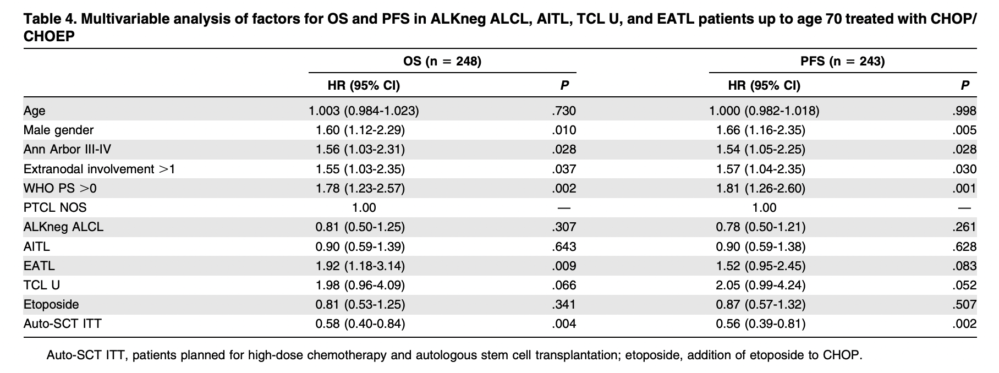 Table 4. Multivariable analysis of factors for OS and PFS in ALKneg ALCL, AITL, TCL U, and EATL patients up to age 70 treated with CHOP/
CHOEP
OS (n = 248) PFS (n = 243)
HR (95% CI) P HR (95% CI) P
Age 1.003 (0.984-1.023) .730 1.000 (0.982-1.018) .998
Male gender 1.60 (1.12-2.29) .010 1.66 (1.16-2.35) .005
Ann Arbor III-IV 1.56 (1.03-2.31) .028 1.54 (1.05-2.25) .028
Extranodal involvement >1 1.55 (1.03-2.35) .037 1.57 (1.04-2.35) .030
WHO PS >0 1.78 (1.23-2.57) .002 1.81 (1.26-2.60) .001
PTCL NOS 1.00 — 1.00 —
ALKneg ALCL 0.81 (0.50-1.25) .307 0.78 (0.50-1.21) .261
AITL 0.90 (0.59-1.39) .643 0.90 (0.59-1.38) .628
EATL 1.92 (1.18-3.14) .009 1.52 (0.95-2.45) .083
TCL U 1.98 (0.96-4.09) .066 2.05 (0.99-4.24) .052
Etoposide 0.81 (0.53-1.25) .341 0.87 (0.57-1.32) .507
Auto-SCT ITT 0.58 (0.40-0.84) .004 0.56 (0.39-0.81) .002
Auto-SCT ITT, patients planned for high-dose chemotherapy and autologous stem cell transplantation; etoposide, addition of etoposide to CHOP.